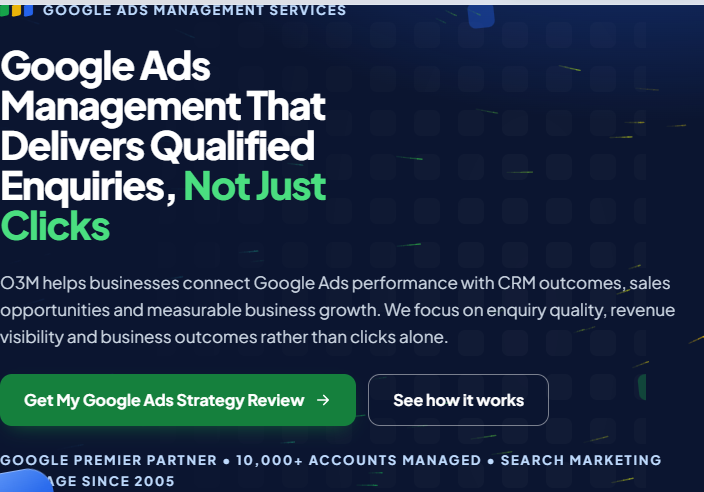 GOOGLE ADS MANAGEMENT SERVICES
Google Ads
Management That
Delivers Qualified
Enquiries, Not Just
Clicks
O3M helps businesses connect Google Ads performance with CRM outcomes, sales
opportunities and measurable business growth. We focus on enquiry quality, revenue
visibility and business outcomes rather than clicks alone.
Get My Google Ads Strategy Review →
See how it works
GOOGLE PREMIER PARTNER ● 10,000+ ACCOUNTS MANAGED ● SEARCH MARKETING
SINCE 2005